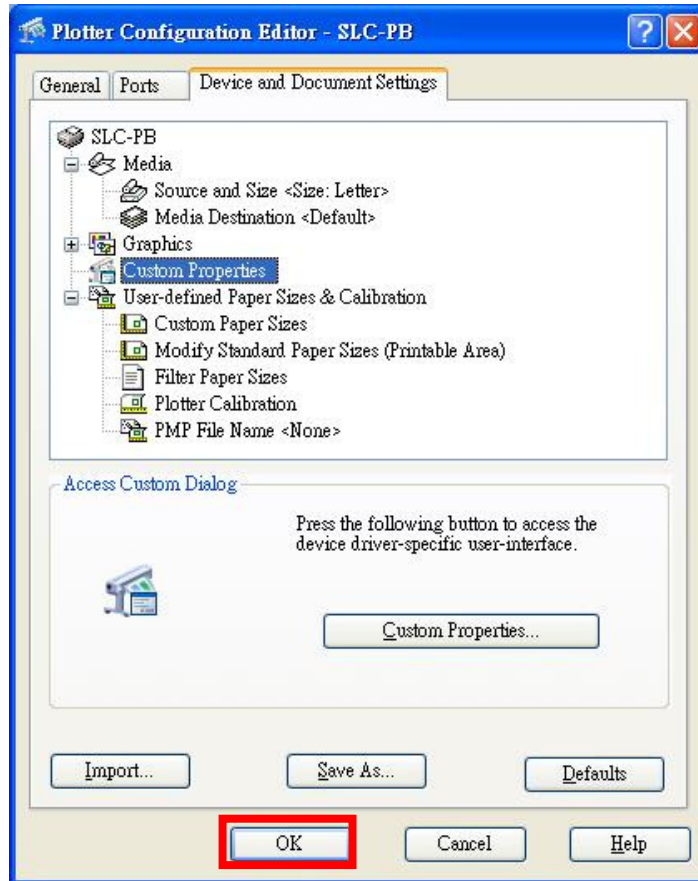 Plotter Configuration Editor - SLC-PB
General Ports Device and Document Settings
SLC-PB
Media
Source and Size <Size: Letter>
Media Destination <Default>
Graphics
Custom Properties
User-defined Paper Sizes & Calibration
Custom Paper Sizes
Modify Standard Paper Sizes (Printable Area)
Filter Paper Sizes
Plotter Calibration
PMP File Name <None>
Access Custom Dialog
Press the following button to access the
device driver-specific user-interface.
Custom Properties...
Import... Save As... Defaults
OK Cancel Help